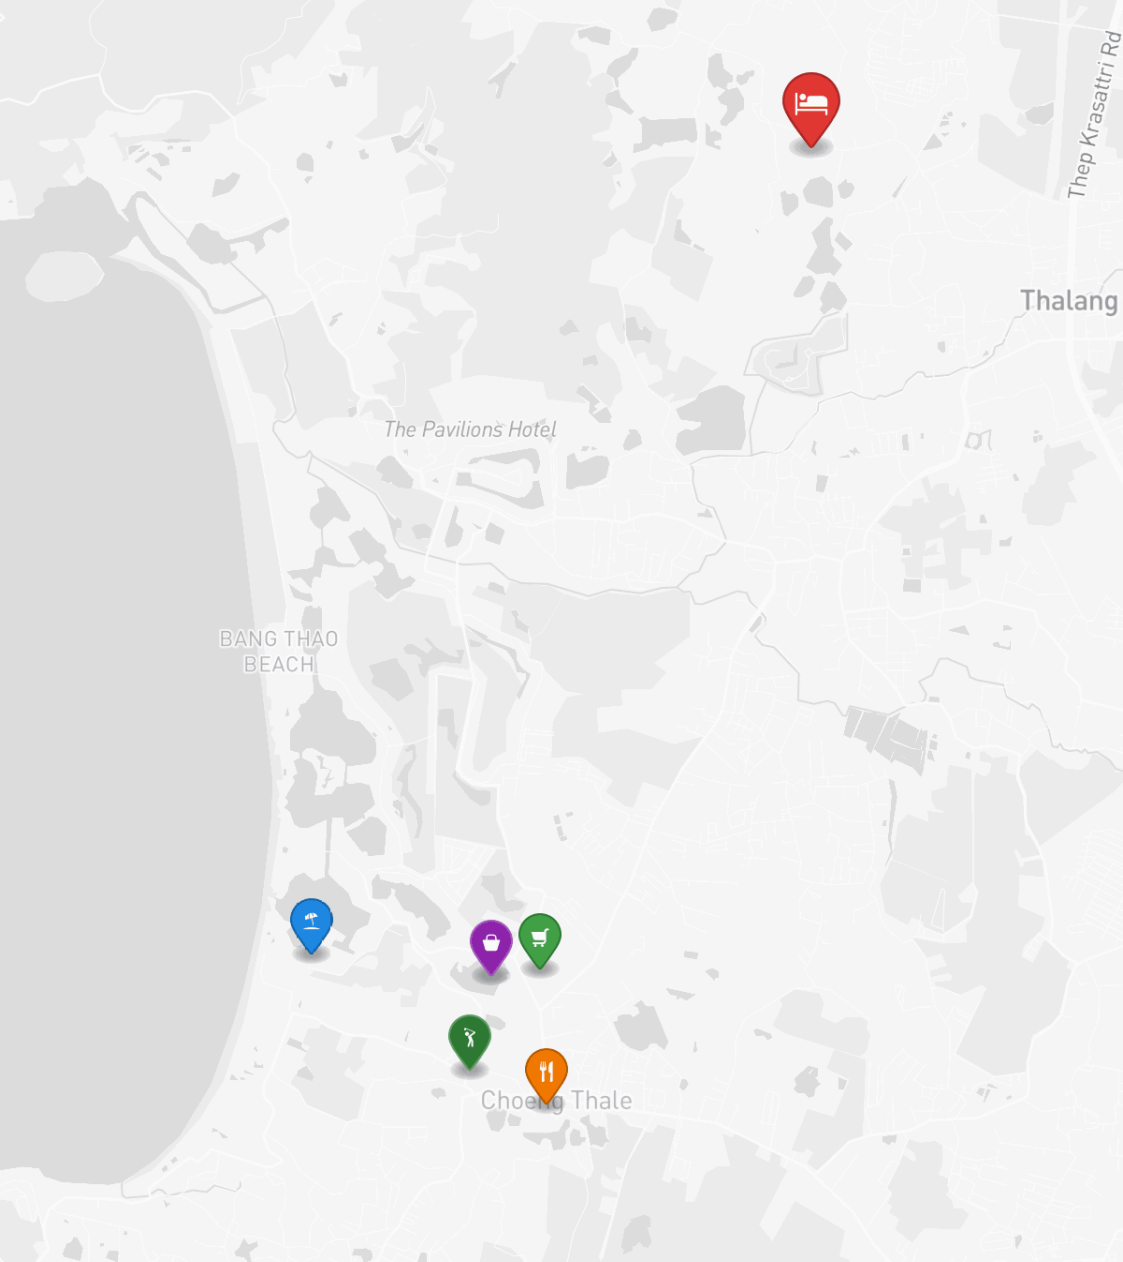 Thep Krasattri Rd
Thalang
The Pavilions Hotel
BANG THAO
BEACH
Choeng Thale